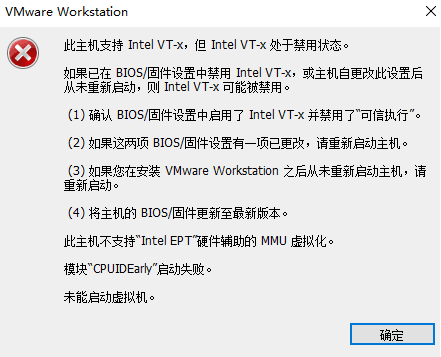 VMware Workstation
此主机支持 Intel VT-x，但 Intel VT-x 处于禁用状态。
如果已在 BIOS/固件设置中禁用 Intel VT-x，或主机自更改此设置后
从未重新启动，则 Intel VT-x 可能被禁用。
(1) 确认 BIOS/固件设置中启用了 Intel VT-x 并禁用了“可信执行”。
(2) 如果这两项 BIOS/固件设置有一项已更改，请重新启动主机。
(3) 如果您在安装 VMware Workstation 之后从未重新启动主机，请
重新启动。
(4) 将主机的 BIOS/固件更新至最新版本。
此主机不支持“Intel EPT”硬件辅助的 MMU 虚拟化。
模块“CPUIDEarly”启动失败。
未能启动虚拟机。
确定